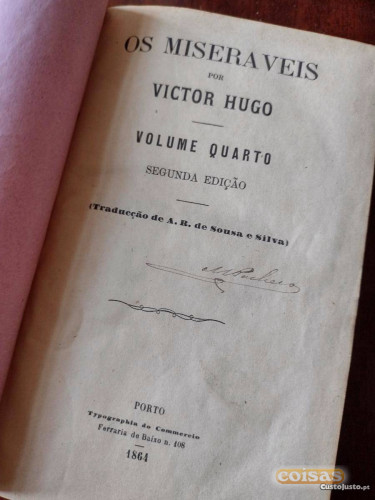 OS MISERAVEIS
POR
VICTOR HUGO
VOLUME QUARTO
SEGUNDA EDIÇÃO
(Traducção de A. R. de Sousa e Silva)
PORTO
Typographia do Commercio
Ferraria de Baixo n. 108
1864
coisas
CustoJusto.pt